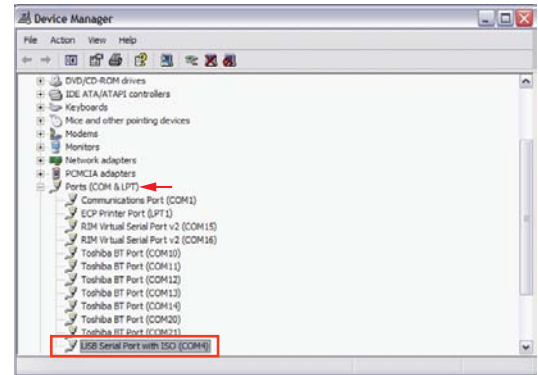 Device Manager
File Action View Help
DVD/CD-ROM drives
IDE ATA/ATAPI controllers
Keyboards
Mice and other pointing devices
Modems
Monitors
Network adapters
PCMCIA adapters
Ports (COM & LPT)
Communications Port (COM1)
ECP Printer Port (LPT1)
RIM Virtual Serial Port v2 (COM15)
RIM Virtual Serial Port v2 (COM16)
Toshiba BT Port (COM10)
Toshiba BT Port (COM11)
Toshiba BT Port (COM12)
Toshiba BT Port (COM13)
Toshiba BT Port (COM14)
Toshiba BT Port (COM20)
Toshiba BT Port (COM21)
USB Serial Port with ISO (COM4)